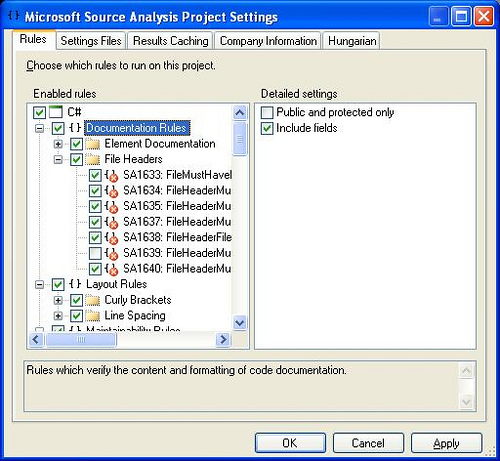 {} Microsoft Source Analysis Project Settings
Rules Settings Files Results Caching Company Information Hungarian
Choose which rules to run on this project.
Enabled rules
C#
{} Documentation Rules
Element Documentation
File Headers
SA1633: FileMustHavel
SA1634: FileHeaderMu
SA1635: FileHeaderMu
SA1637: FileHeaderMu
SA1638: FileHeaderFile
SA1639: FileHeaderMu
SA1640: FileHeaderMu
{} Layout Rules
Curly Brackets
Line Spacing
{} Maintainability Rules
Detailed settings
Public and protected only
Include fields
Rules which verify the content and formatting of code documentation.
OK Cancel Apply